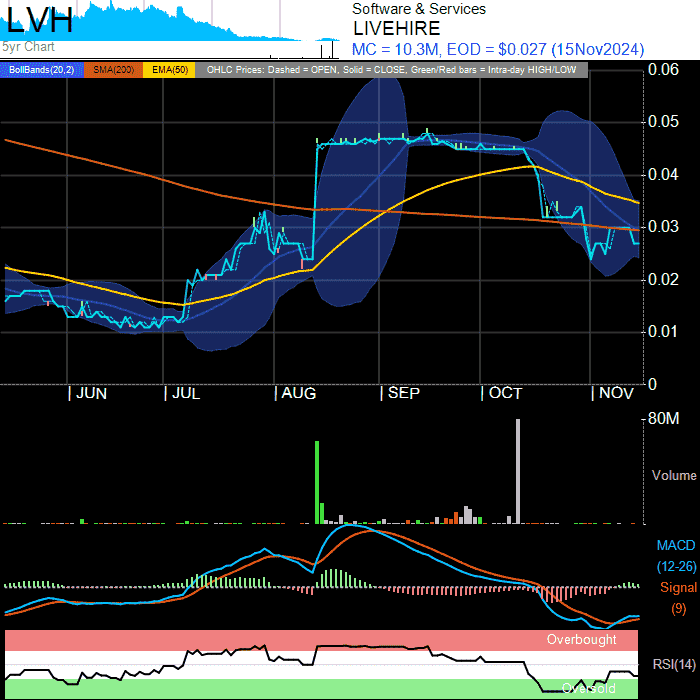 LVH
Software & Services
LIVEHIRE
5yr Chart
MC = 10.3M, EOD = $0.027 (15Nov2024)
BollBands(20,2) SMA(200) EMA(50) OHLC Prices: Dashed = OPEN, Solid = CLOSE, Green/Red bars = Intra-day HIGH/LOW
0.06
0.05
0.04
0.03
0.02
0.01
0
| JUN | JUL | AUG | SEP | OCT | NOV
80M
Volume
MACD
(12-26)
Signal
(9)
Overbought
RSI(14)
Oversold